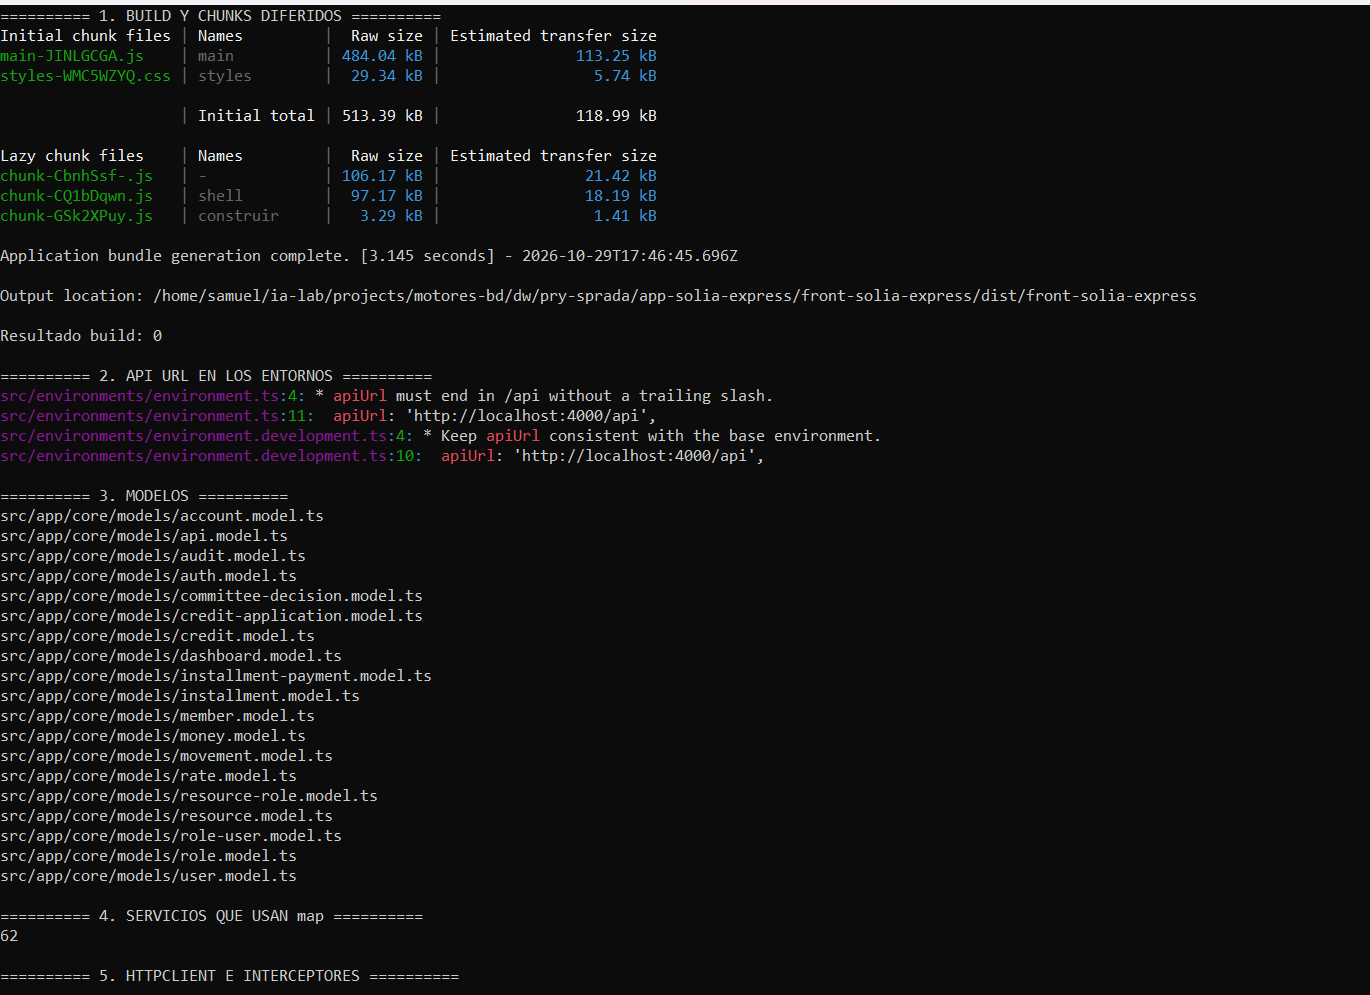 ========== 1. BUILD Y CHUNKS DIFERIDOS ==========
Initial chunk files | Names         |  Raw size | Estimated transfer size
main-JINLGCGA.js    | main          | 484.04 kB |               113.25 kB
styles-WMC5WZYQ.css | styles        |  29.34 kB |                 5.74 kB
                    | Initial total | 513.39 kB |               118.99 kB
Lazy chunk files    | Names         |  Raw size | Estimated transfer size
chunk-CbnhSsf-.js   | -             | 106.17 kB |                21.42 kB
chunk-CQ1bDqwn.js   | shell         |  97.17 kB |                18.19 kB
chunk-GSk2XPuy.js   | construir     |   3.29 kB |                 1.41 kB
Application bundle generation complete. [3.145 seconds] - 2026-10-29T17:46:45.696Z
Output location: /home/samuel/ia-lab/projects/motores-bd/dw/pry-sprada/app-solia-express/front-solia-express/dist/front-solia-express
Resultado build: 0
========== 2. API URL EN LOS ENTORNOS ==========
src/environments/environment.ts:4: * apiUrl must end in /api without a trailing slash.
src/environments/environment.ts:11:  apiUrl: 'http://localhost:4000/api',
src/environments/environment.development.ts:4: * Keep apiUrl consistent with the base environment.
src/environments/environment.development.ts:10:  apiUrl: 'http://localhost:4000/api',
========== 3. MODELOS ==========
src/app/core/models/account.model.ts
src/app/core/models/api.model.ts
src/app/core/models/audit.model.ts
src/app/core/models/auth.model.ts
src/app/core/models/committee-decision.model.ts
src/app/core/models/credit-application.model.ts
src/app/core/models/credit.model.ts
src/app/core/models/dashboard.model.ts
src/app/core/models/installment-payment.model.ts
src/app/core/models/installment.model.ts
src/app/core/models/member.model.ts
src/app/core/models/money.model.ts
src/app/core/models/movement.model.ts
src/app/core/models/rate.model.ts
src/app/core/models/resource-role.model.ts
src/app/core/models/resource.model.ts
src/app/core/models/role-user.model.ts
src/app/core/models/role.model.ts
src/app/core/models/user.model.ts
========== 4. SERVICIOS QUE USAN map ==========
62
========== 5. HTTPCLIENT E INTERCEPTORES ==========